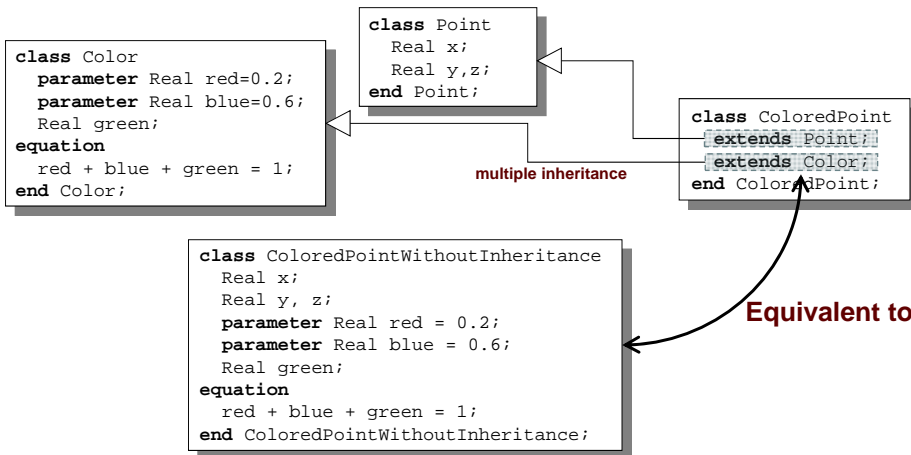 class Point
Real x;
Real y,z;
end Point;
class Color
parameter Real red=0.2;
parameter Real blue=0.6;
Real green;
equation
red + blue + green = 1;
end Color;
class ColoredPoint
extends Point;
extends Color;
end ColoredPoint;
multiple inheritance
class ColoredPointWithoutInheritance
Real x;
Real y, z;
parameter Real red = 0.2;
parameter Real blue = 0.6;
Real green;
equation
red + blue + green = 1;
end ColoredPointWithoutInheritance;
Equivalent to